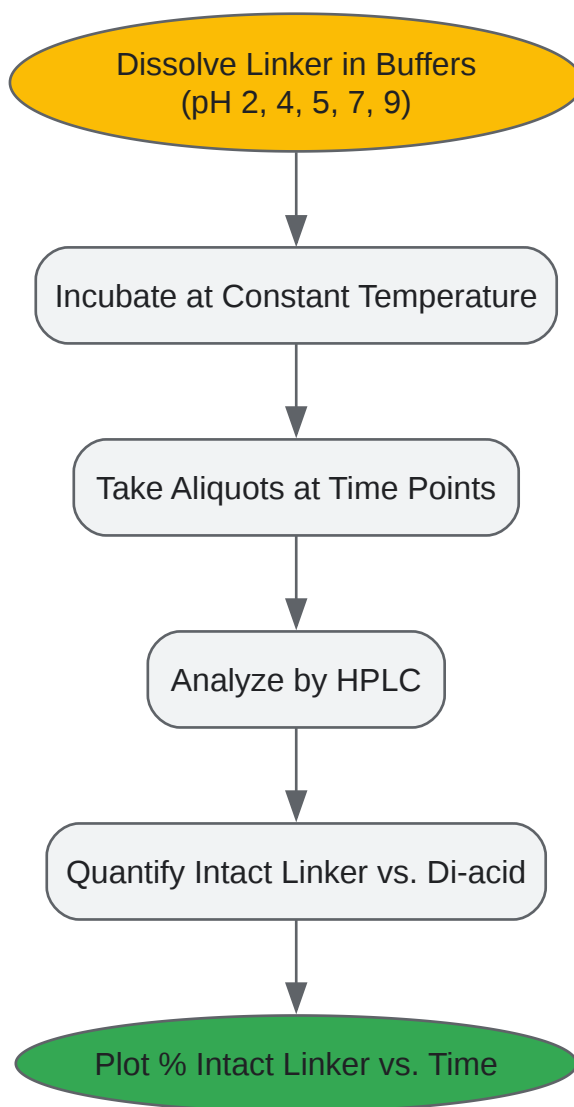 Dissolve Linker in Buffers
(pH 2, 4, 5, 7, 9)
Incubate at Constant Temperature
Take Aliquots at Time Points
Analyze by HPLC
Quantify Intact Linker vs. Di-acid
Plot % Intact Linker vs. Time